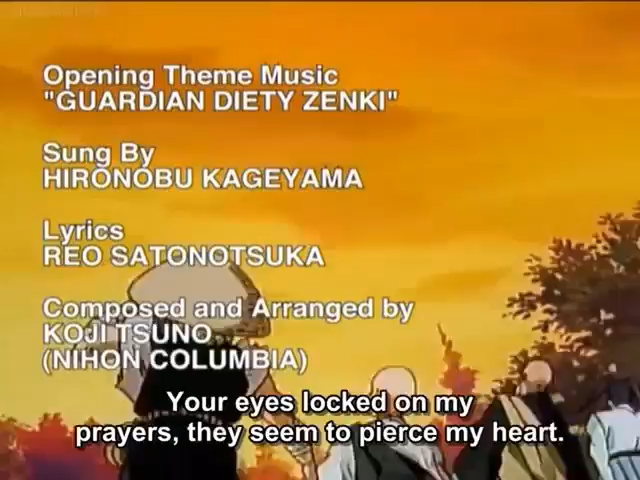 Opening Theme Music
"GUARDIAN DIETY ZENKI"
Sung By
HIRONOBU KAGEYAMA
Lyrics
REO SATONOTSUKA
Composed and Arranged by
KOJI TSUNO
(NIHON COLUMBIA)
Your eyes locked on my
prayers, they seem to pierce my heart.